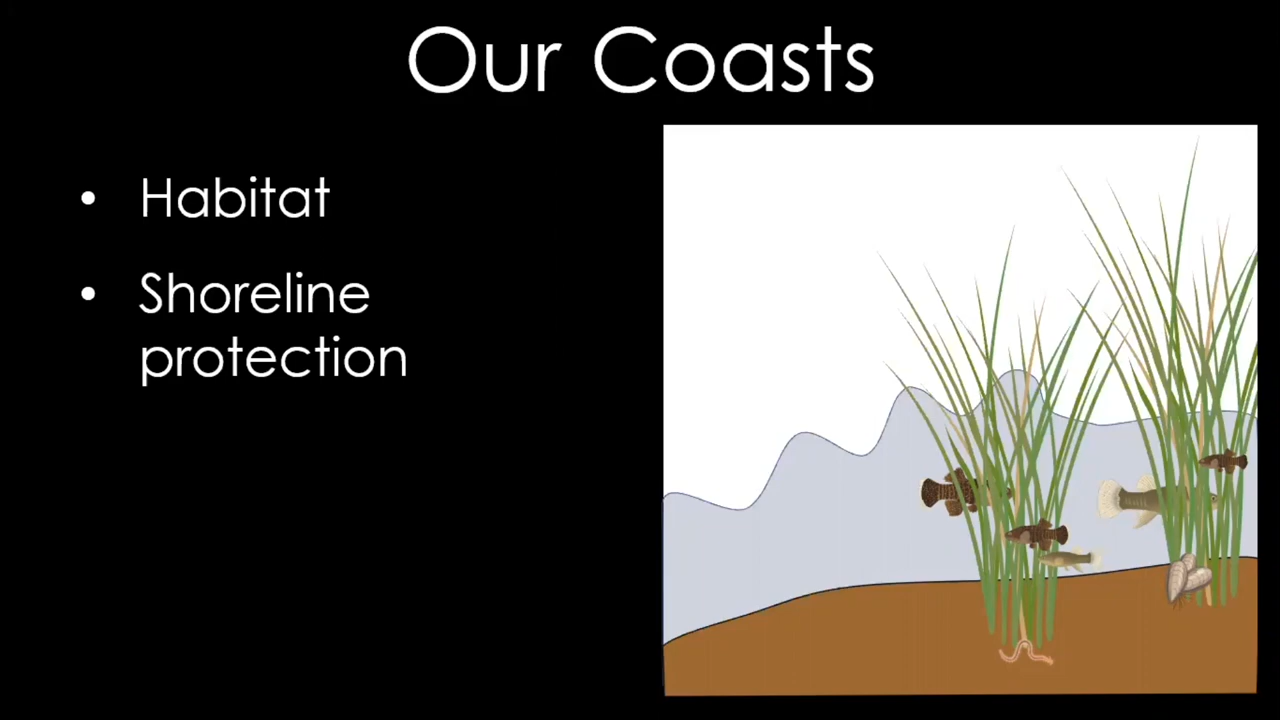 Our Coasts
• Habitat
• Shoreline
protection